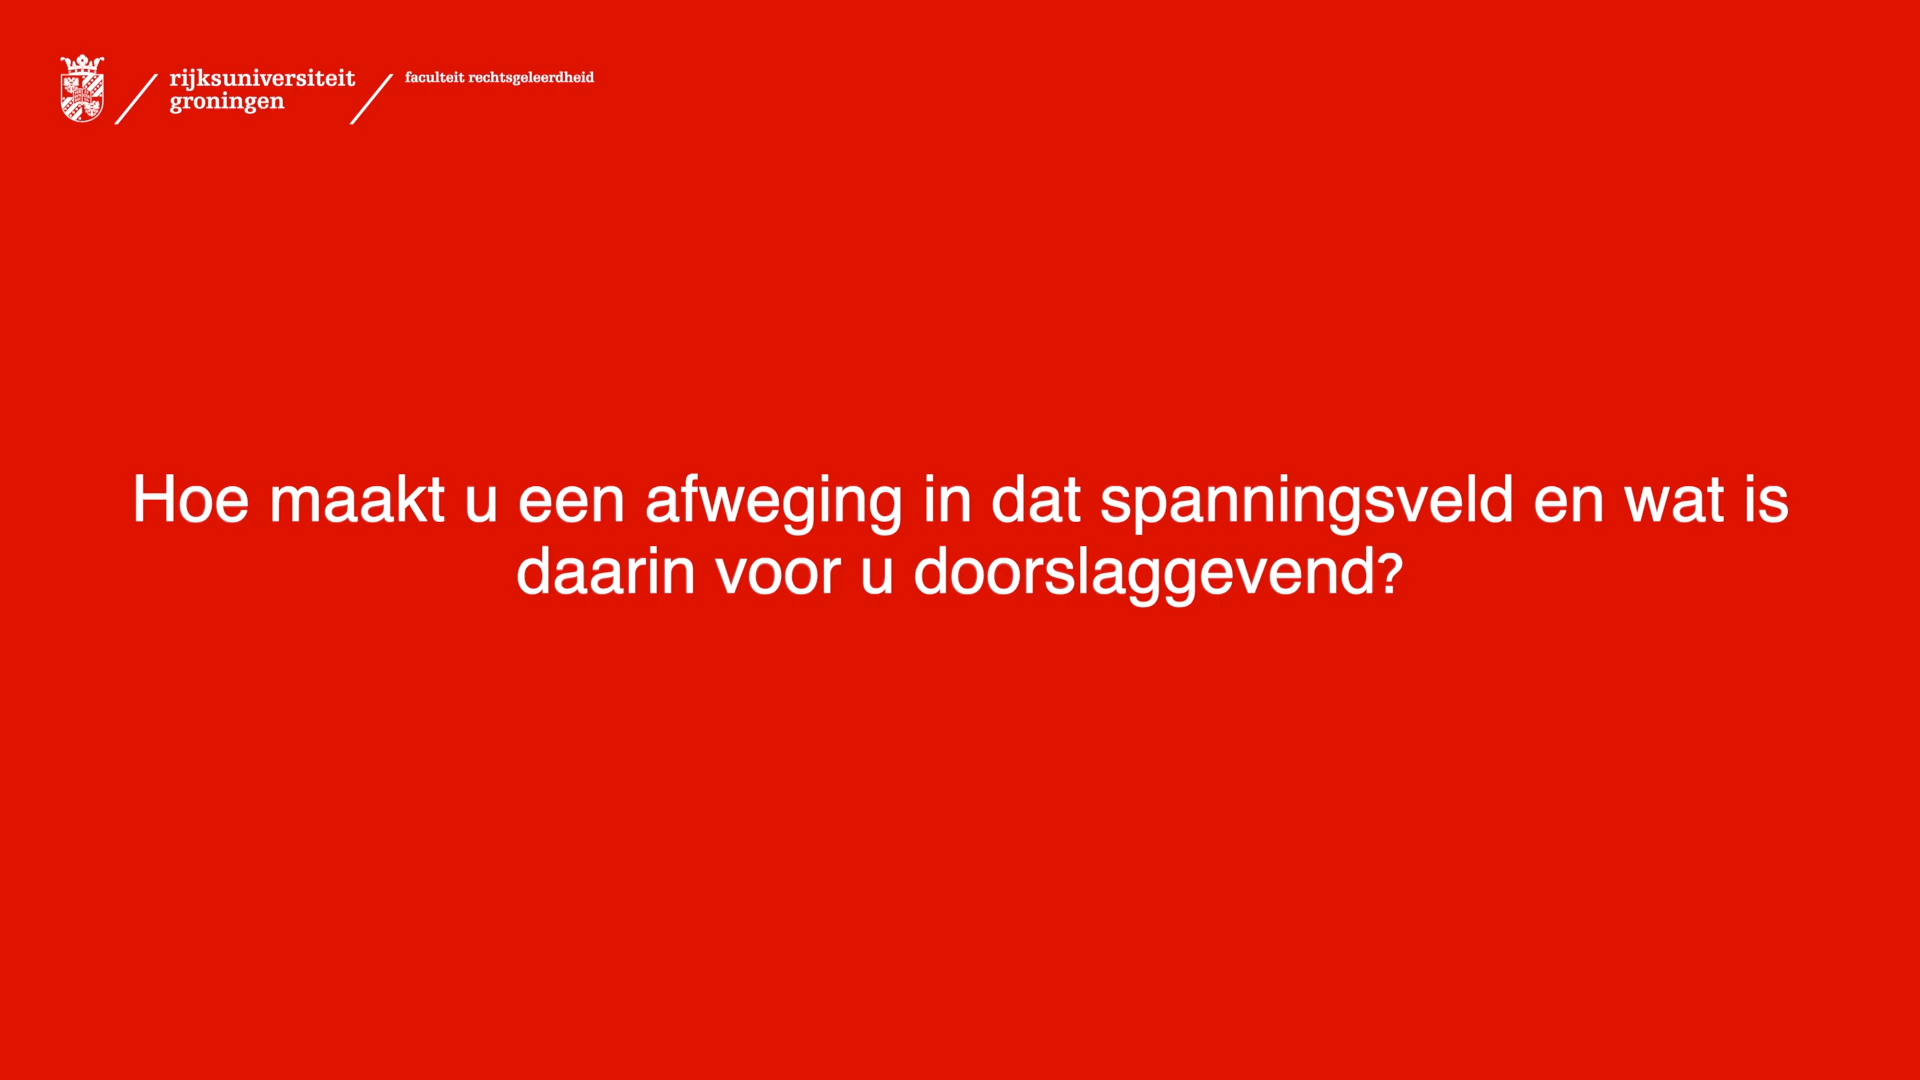 rijksuniversiteit
groningen
faculteit rechtsgeleerdheid
Hoe maakt u een afweging in dat spanningsveld en wat is
daarin voor u doorslaggevend?